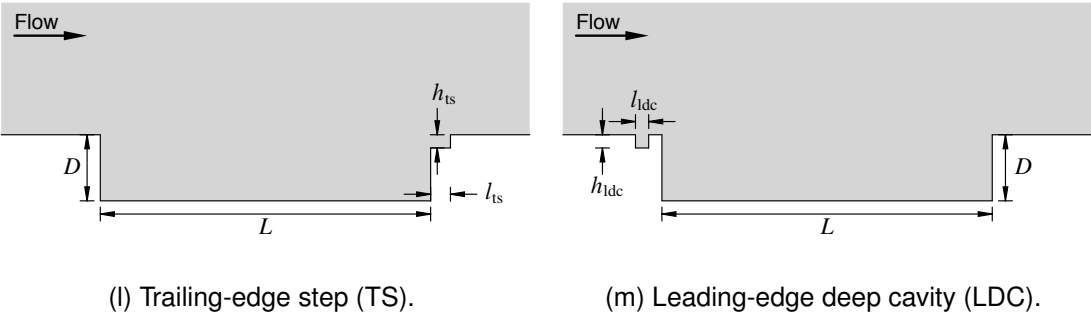 Flow
h_ts
D
l_ts
L
(l) Trailing-edge step (TS).
Flow
l_ldc
h_ldc
D
L
(m) Leading-edge deep cavity (LDC).